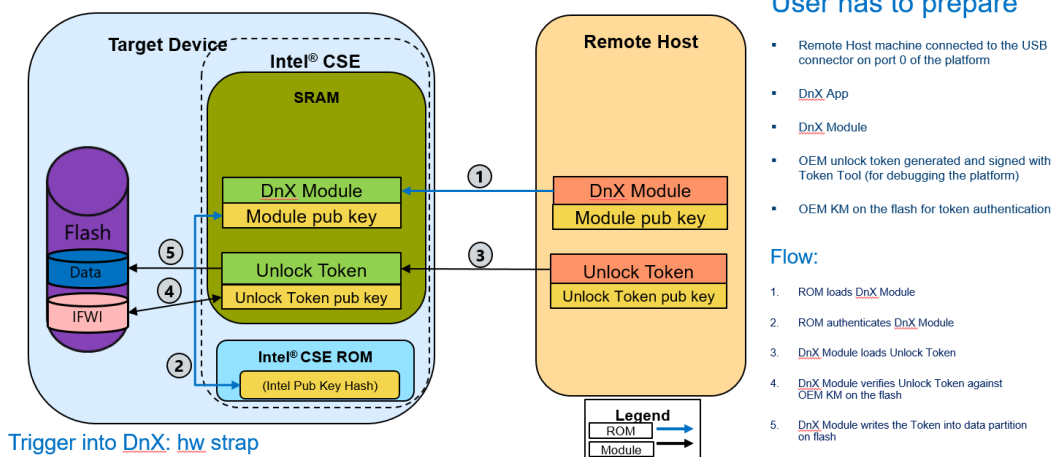 User has to prepare
Target Device
Intel® CSE
SRAM
DnX Module
Module pub key
Unlock Token
Unlock Token pub key
Flash
Data
IFWI
Intel® CSE ROM
(Intel Pub Key Hash)
1
2
3
4
5
Remote Host
DnX Module
Module pub key
Unlock Token
Unlock Token pub key
Legend
ROM
Module
Trigger into DnX: hw strap
▪ Remote Host machine connected to the USB
connector on port 0 of the platform
▪ DnX App
▪ DnX Module
▪ OEM unlock token generated and signed with
Token Tool (for debugging the platform)
▪ OEM KM on the flash for token authentication
Flow:
1. ROM loads DnX Module
2. ROM authenticates DnX Module
3. DnX Module loads Unlock Token
4. DnX Module verifies Unlock Token against
OEM KM on the flash
5. DnX Module writes the Token into data partition
on flash